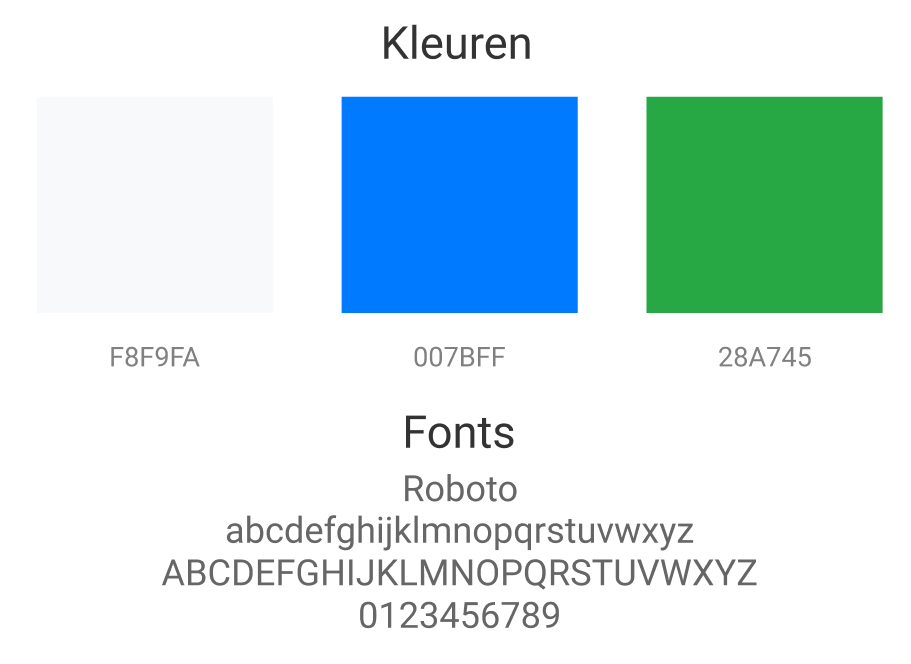 Kleuren
F8F9FA 007BFF 28A745
Fonts
Roboto
abcdefghijklmnopqrstuvwxyz
ABCDEFGHIJKLMNOPQRSTUVWXYZ
0123456789